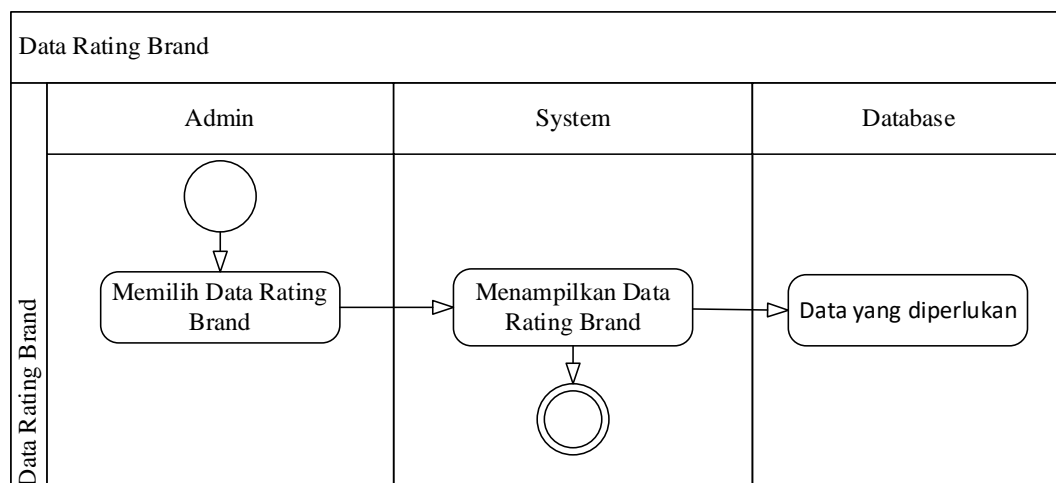 Data Rating Brand
Admin
System
Database
Data Rating Brand
Memilih Data Rating
Brand
Menampilkan Data
Rating Brand
Data yang diperlukan